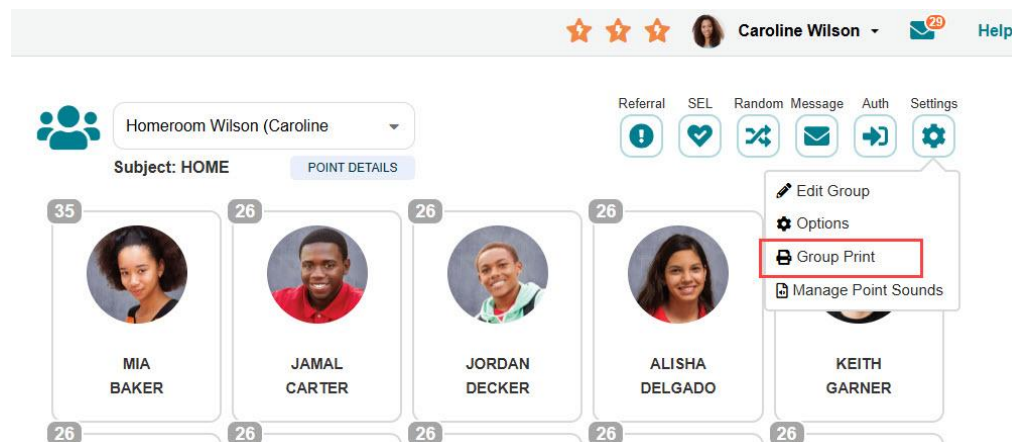 Caroline Wilson
29
Help
Referral SEL Random Message Auth Settings
Homeroom Wilson (Caroline
Subject: HOME
POINT DETAILS
Edit Group
Options
Group Print
Manage Point Sounds
35
26
26
26
MIA
BAKER
JAMAL
CARTER
JORDAN
DECKER
ALISHA
DELGADO
KEITH
GARNER
26
26
26
26
26